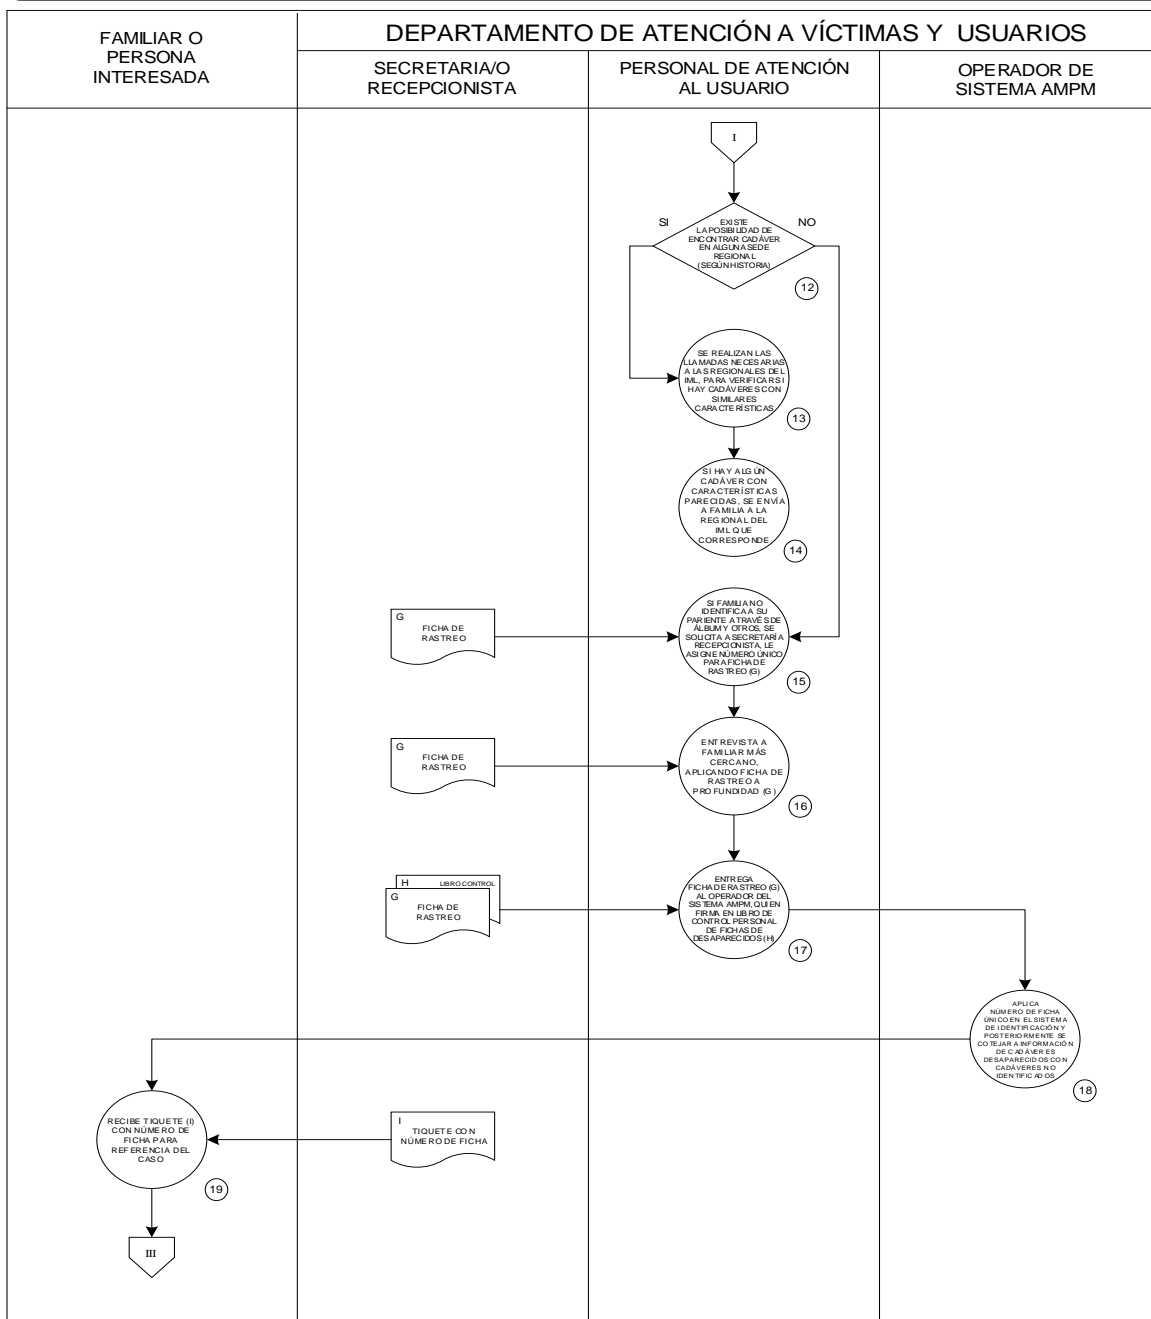 FAMILIAR O
PERSONA
INTERESADA
DEPARTAMENTO DE ATENCIÓN A VÍCTIMAS Y USUARIOS
SECRETARIA/O
RECEPCIONISTA
PERSONAL DE ATENCIÓN
AL USUARIO
OPERADOR DE
SISTEMA AMPM
I
SI
NO
EXISTE
LA POSIBILIDAD DE
ENCONTRAR CADÁVER
EN ALGUNA SEDE
REGIONAL
(SEGÚN HISTORIA)
12
SE REALIZAN LAS
LLAMADAS NECESARIAS
A LAS REGIONALES DEL
IML, PARA VERIFICAR SI
HAY CADÁVERES CON
SIMILARES
CARACTERÍSTICAS
13
SI HAY ALGÚN
CADÁVER CON
CARACTERÍSTICAS
PARECIDAS, SE ENVÍA
A FAMILIA A LA
REGIONAL DEL
IML QUE
CORRESPONDE
14
G
FICHA DE
RASTREO
SI FAMILIA NO
IDENTIFICA A SU
PARIENTE A TRAVÉS DE
ÁLBUM Y OTROS, SE
SOLICITA A SECRETARÍA
RECEPCIONISTA, LE
ASIGNE NÚMERO ÚNICO
PARA FICHA DE
RASTREO (G)
15
G
FICHA DE
RASTREO
ENTREVISTA A
FAMILIAR MÁS
CERCANO,
APLICANDO FICHA DE
RASTREO A
PROFUNDIDAD (G)
16
H LIBRO CONTROL
G
FICHA DE
RASTREO
ENTREGA
FICHA DE RASTREO (G)
AL OPERADOR DEL
SISTEMA AMPM, QUIEN
FIRMA EN LIBRO DE
CONTROL PERSONAL
DE FICHAS DE
DESAPARECIDOS (H)
17
APLICA
NÚMERO DE FICHA
ÚNICO EN EL SISTEMA
DE IDENTIFICACIÓN Y
POSTERIORMENTE SE
COTEJARA INFORMACIÓN
DE CADÁVERES
DESAPARECIDOS CON
CADÁVERES NO
IDENTIFICADOS
18
RECIBE TIQUETE (I)
CON NÚMERO DE
FICHA PARA
REFERENCIA DEL
CASO
19
I
TIQUETE CON
NÚMERO DE FICHA
III